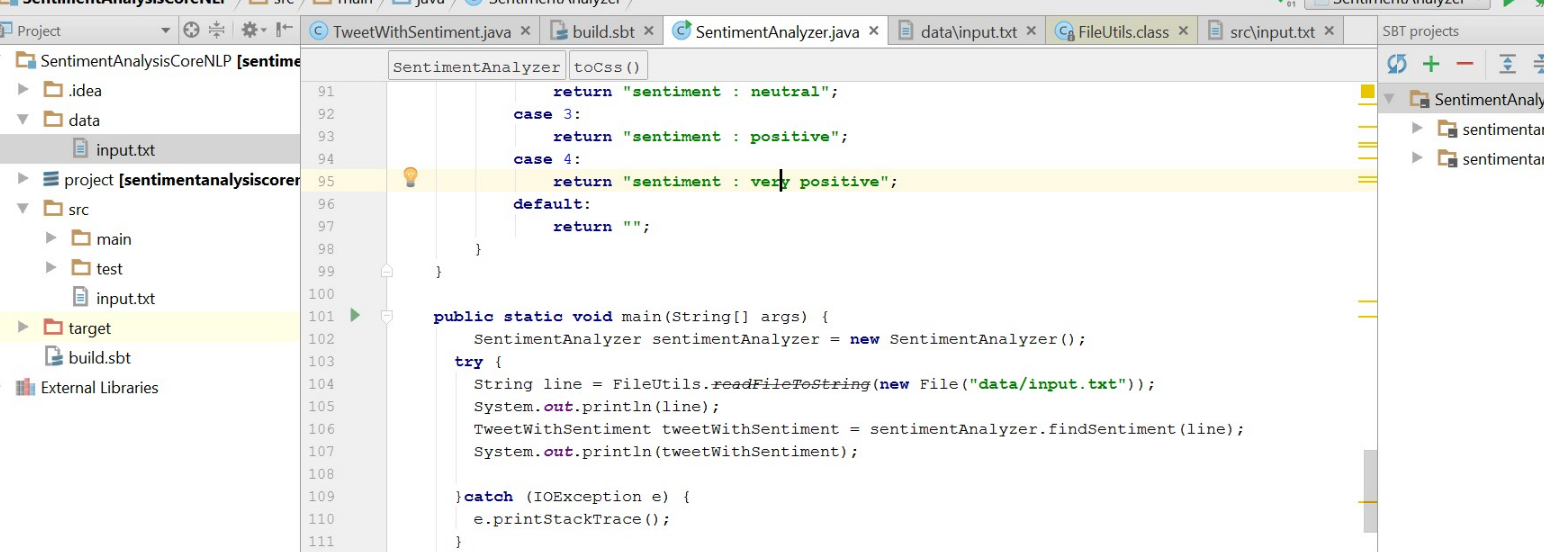 SentimentAnalysisCoreNLP src main java SentimentAnalyzer SentimentAnalyzer
Project
TweetWithSentiment.java build.sbt SentimentAnalyzer.java data\input.txt FileUtils.class src\input.txt SBT projects
SentimentAnalysisCoreNLP [sentime
.idea
data
input.txt
project [sentimentanalysiscorer
src
main
test
input.txt
target
build.sbt
External Libraries
SentimentAnalyzer toCss()
91 return "sentiment : neutral";
92 case 3:
93 return "sentiment : positive";
94 case 4:
95 return "sentiment : very positive";
96 default:
97 return "";
98 }
99 }
100
101 public static void main(String[] args) {
102 SentimentAnalyzer sentimentAnalyzer = new SentimentAnalyzer();
103 try {
104 String line = FileUtils.readFileToString(new File("data/input.txt"));
105 System.out.println(line);
106 TweetWithSentiment tweetWithSentiment = sentimentAnalyzer.findSentiment(line);
107 System.out.println(tweetWithSentiment);
108
109 }catch (IOException e) {
110 e.printStackTrace();
111 }
SentimentAnaly
sentimentar
sentimentar